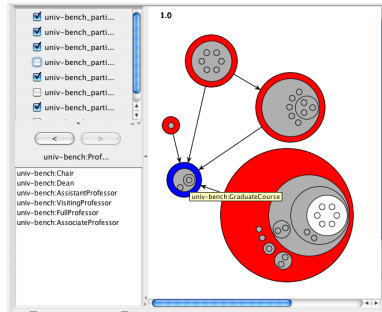 univ-bench_parti...
univ-bench_parti...
univ-bench_parti...
univ-bench_parti...
univ-bench_parti...
univ-bench_parti...
univ-bench_parti...
< >
univ-bench:Prof...
univ-bench:Chair
univ-bench:Dean
univ-bench:AssistantProfessor
univ-bench:VisitingProfessor
univ-bench:FullProfessor
univ-bench:AssociateProfessor
1.0
univ-bench:GraduateCourse